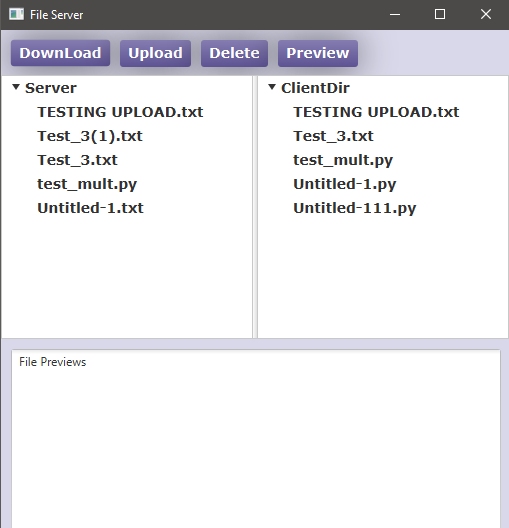 File Server
DownLoad Upload Delete Preview
Server
TESTING UPLOAD.txt
Test_3(1).txt
Test_3.txt
test_mult.py
Untitled-1.txt
ClientDir
TESTING UPLOAD.txt
Test_3.txt
test_mult.py
Untitled-1.py
Untitled-111.py
File Previews